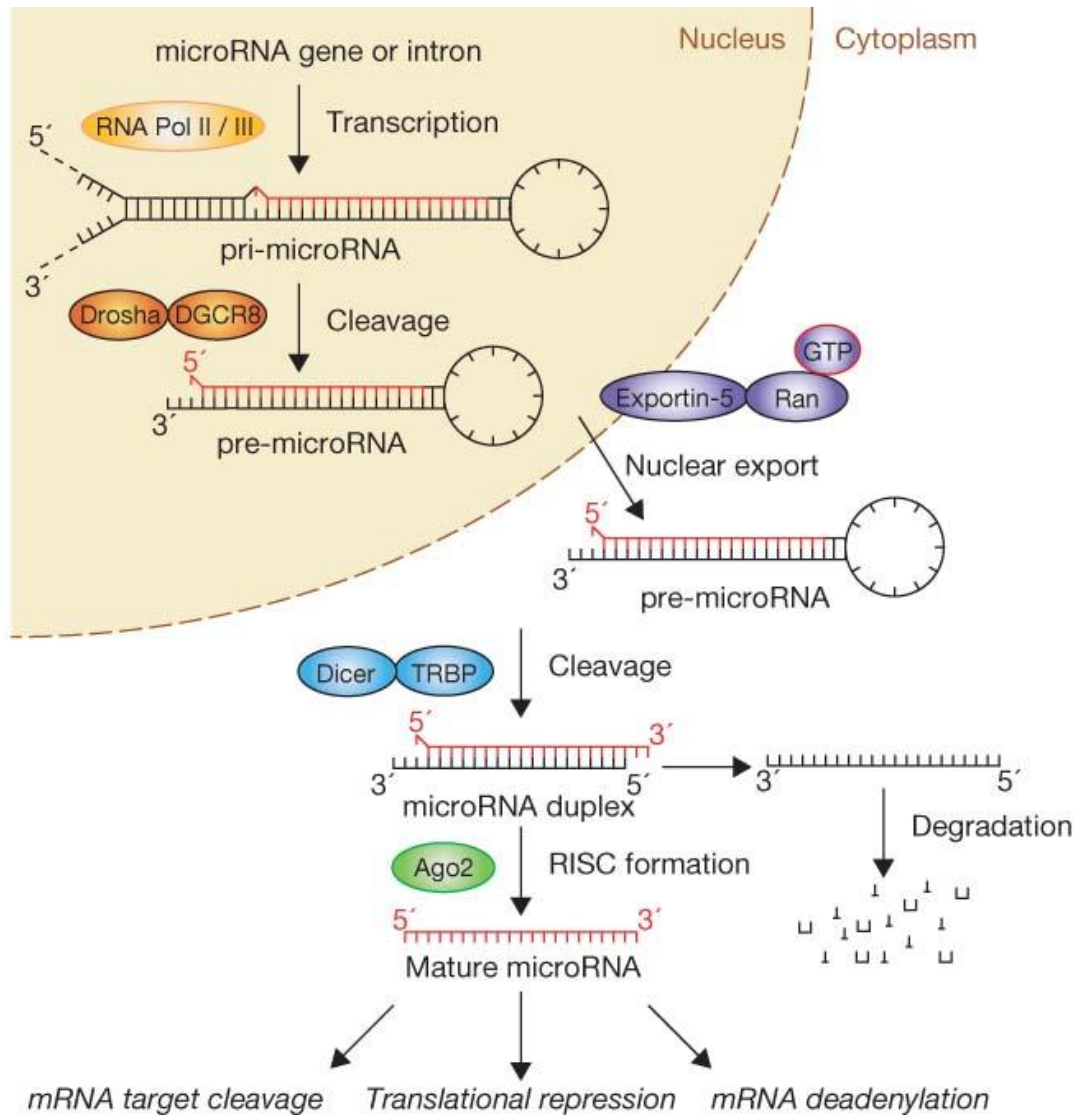 Nucleus
Cytoplasm
microRNA gene or intron
RNA Pol II / III
Transcription
5´
3´
pri-microRNA
Drosha
DGCR8
Cleavage
5´
3´
pre-microRNA
GTP
Exportin-5
Ran
Nuclear export
5´
3´
pre-microRNA
Dicer
TRBP
Cleavage
5´
3´
3´
5´
microRNA duplex
3´
5´
Degradation
Ago2
RISC formation
5´
3´
Mature microRNA
mRNA target cleavage
Translational repression
mRNA deadenylation